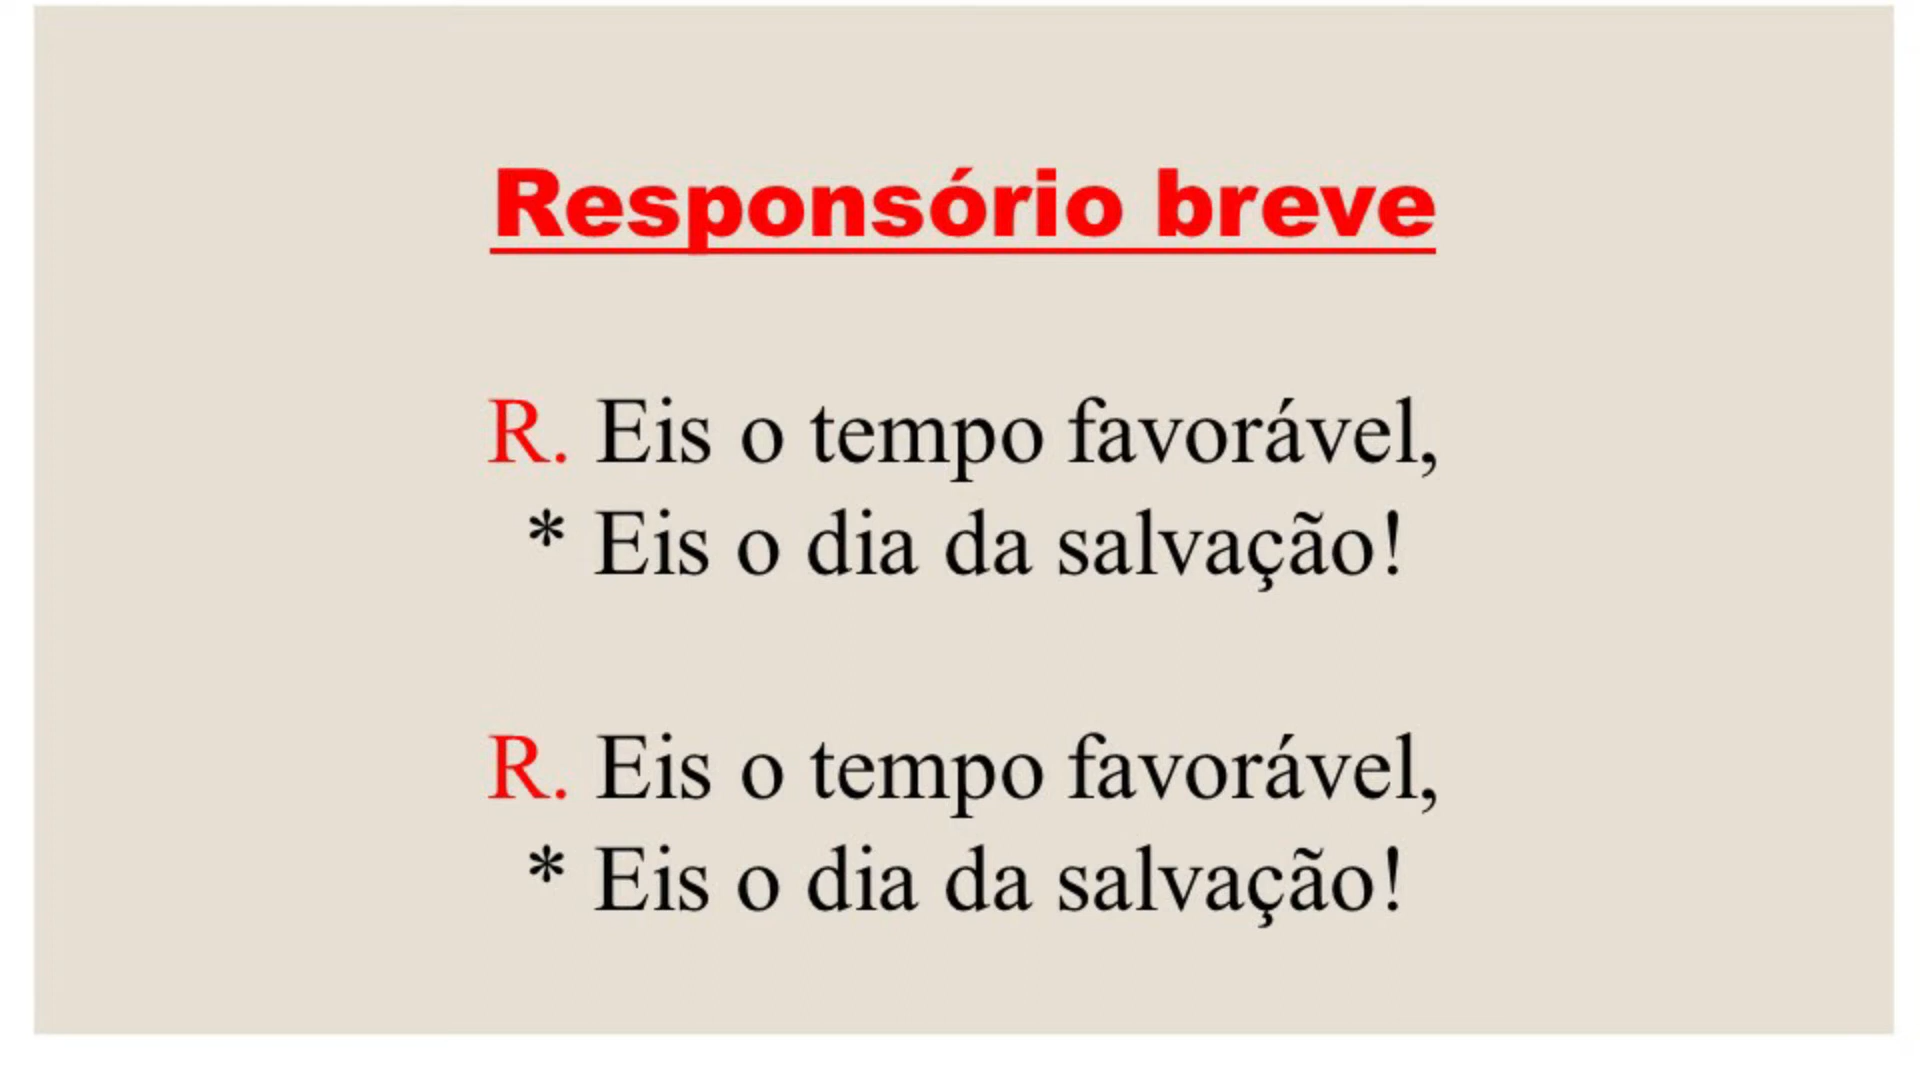 Responsório breve
R. Eis o tempo favorável,
* Eis o dia da salvação!
R. Eis o tempo favorável,
* Eis o dia da salvação!